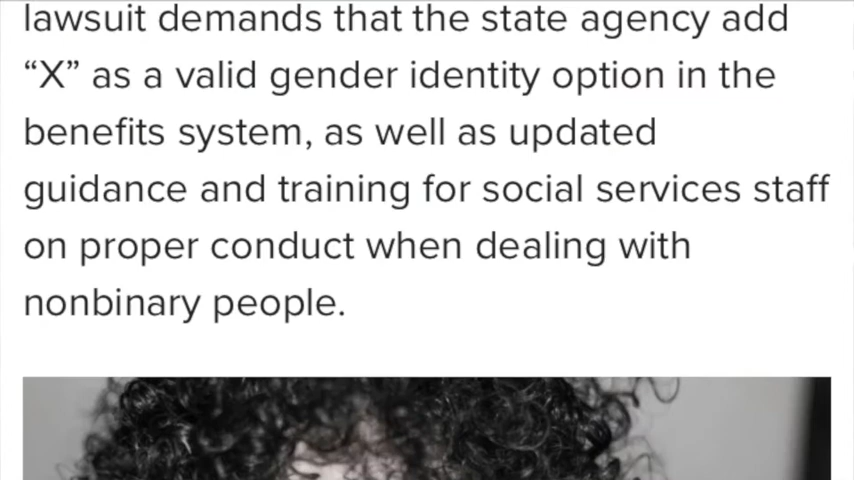 lawsuit demands that the state agency add
“X” as a valid gender identity option in the
benefits system, as well as updated
guidance and training for social services staff
on proper conduct when dealing with
nonbinary people.